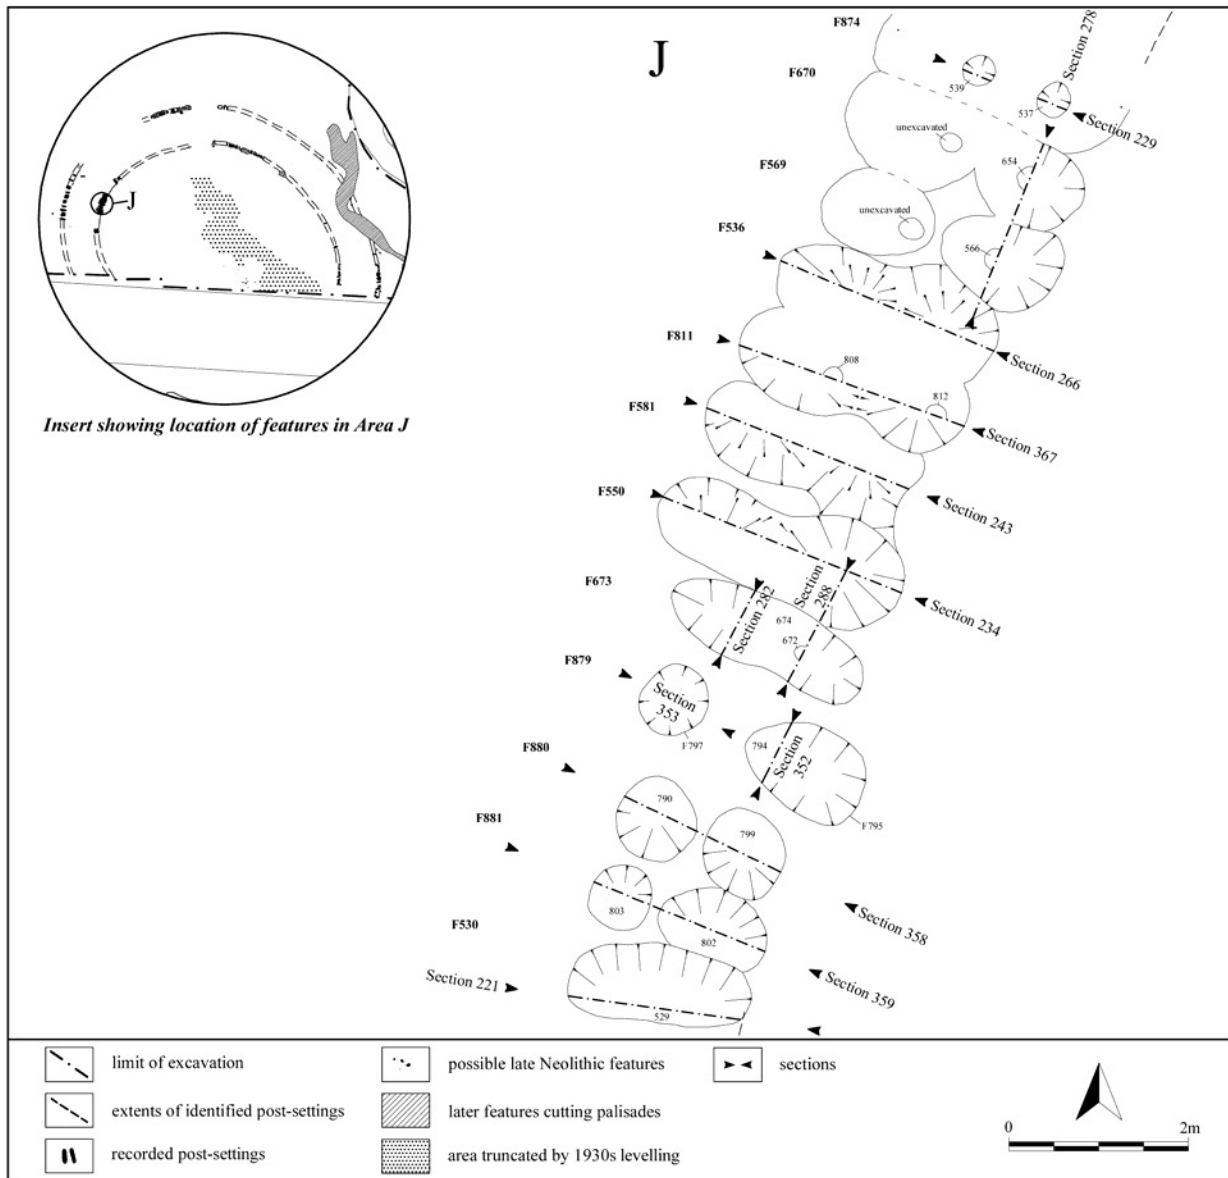 J
F874
Section 278
F670
539
537
Section 229
unexcavated
654
F569
unexcavated
F536
566
J
F811
808
Section 266
812
F581
Section 367
Insert showing location of features in Area J
F550
Section 243
Section 282
Section
288
F673
674
672
Section 234
F879
Section
353
F797
794
Section
352
F880
790
F795
799
F881
803
802
Section 358
F530
Section 221
529
Section 359
limit of excavation
possible late Neolithic features
sections
extents of identified post-settings
later features cutting palisades
recorded post-settings
area truncated by 1930s levelling
0
2m